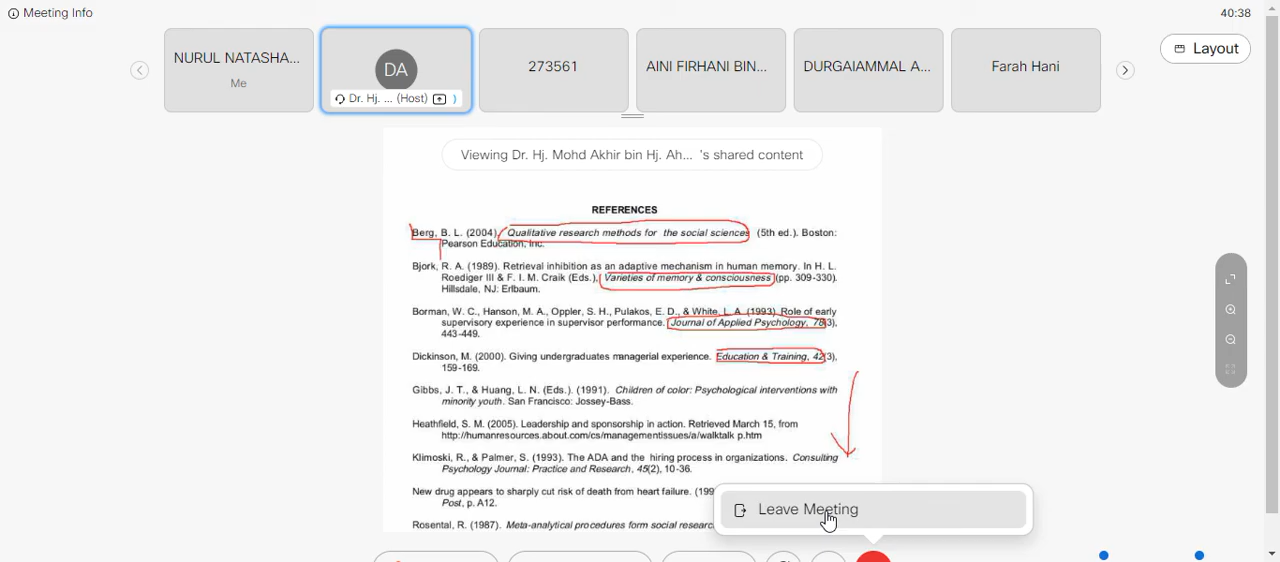 Meeting Info
40:38
NURUL NATASHA...
Me
DA
Dr. Hj. ... (Host)
273561
AINI FIRHANI BIN...
DURGAIAMMAL A...
Farah Hani
Layout
Viewing Dr. Hj. Mohd Akhir bin Hj. Ah... 's shared content
REFERENCES
Berg, B. L. (2004). Qualitative research methods for the social sciences (5th ed.). Boston:
Pearson Education, Inc.
Bjork, R. A. (1989). Retrieval inhibition as an adaptive mechanism in human memory. In H. L.
Roediger III & F. I. M. Craik (Eds.), Varieties of memory & consciousness (pp. 309-330).
Hillsdale, NJ: Erlbaum.
Borman, W. C., Hanson, M. A., Oppler, S. H., Pulakos, E. D., & White, L. A. (1993). Role of early
supervisory experience in supervisor performance. Journal of Applied Psychology, 78(3),
443-449.
Dickinson, M. (2000). Giving undergraduates managerial experience. Education & Training, 42(3),
159-169.
Gibbs, J. T., & Huang, L. N. (Eds.). (1991). Children of color: Psychological interventions with
minority youth. San Francisco: Jossey-Bass.
Heathfield, S. M. (2005). Leadership and sponsorship in action. Retrieved March 15, from
http://humanresources.about.com/cs/managementissues/a/walktalk p.htm
Klimoski, R., & Palmer, S. (1993). The ADA and the hiring process in organizations. Consulting
Psychology Journal: Practice and Research, 45(2), 10-36.
New drug appears to sharply cut risk of death from heart failure. (199
Post, p. A12.
Rosental, R. (1987). Meta-analytical procedures form social researc
Leave Meeting